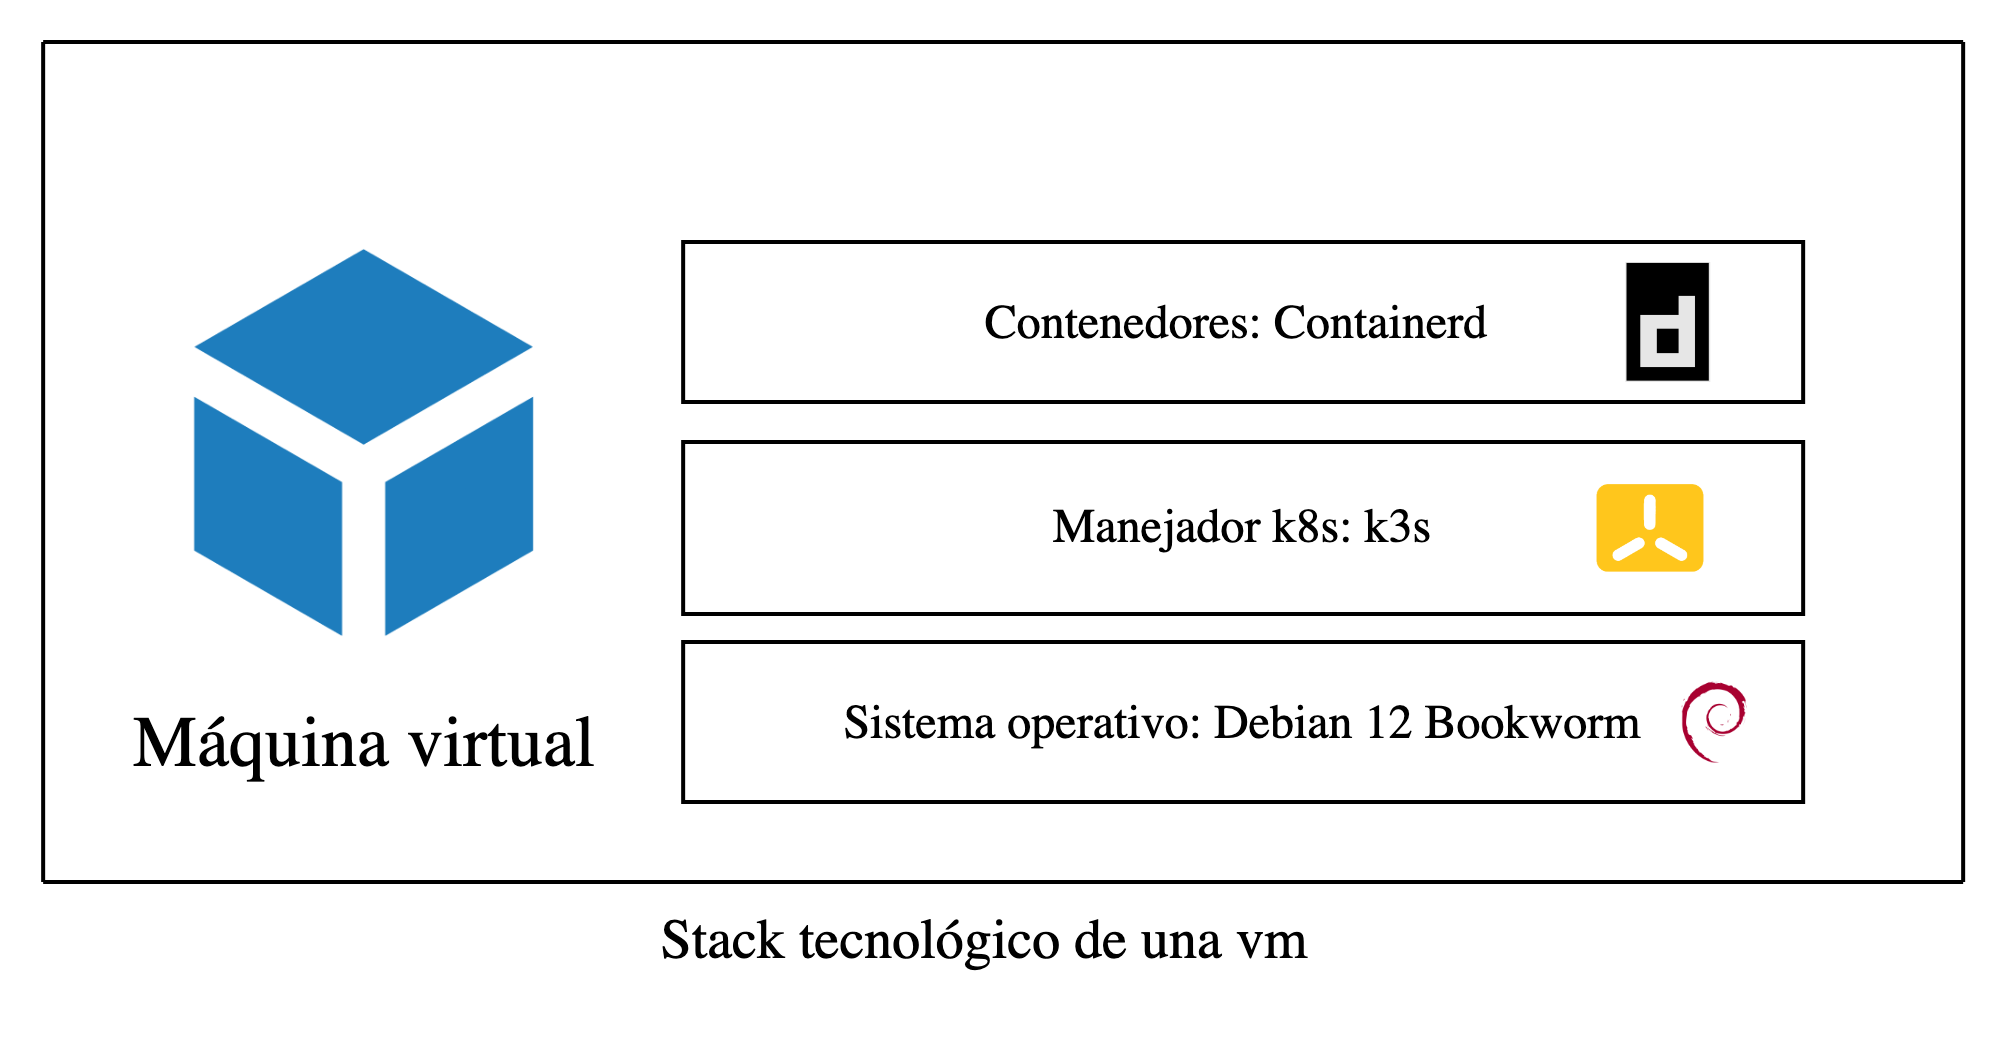 Contenedores: Containerd
Manejador k8s: k3s
Sistema operativo: Debian 12 Bookworm
Máquina virtual
Stack tecnológico de una vm